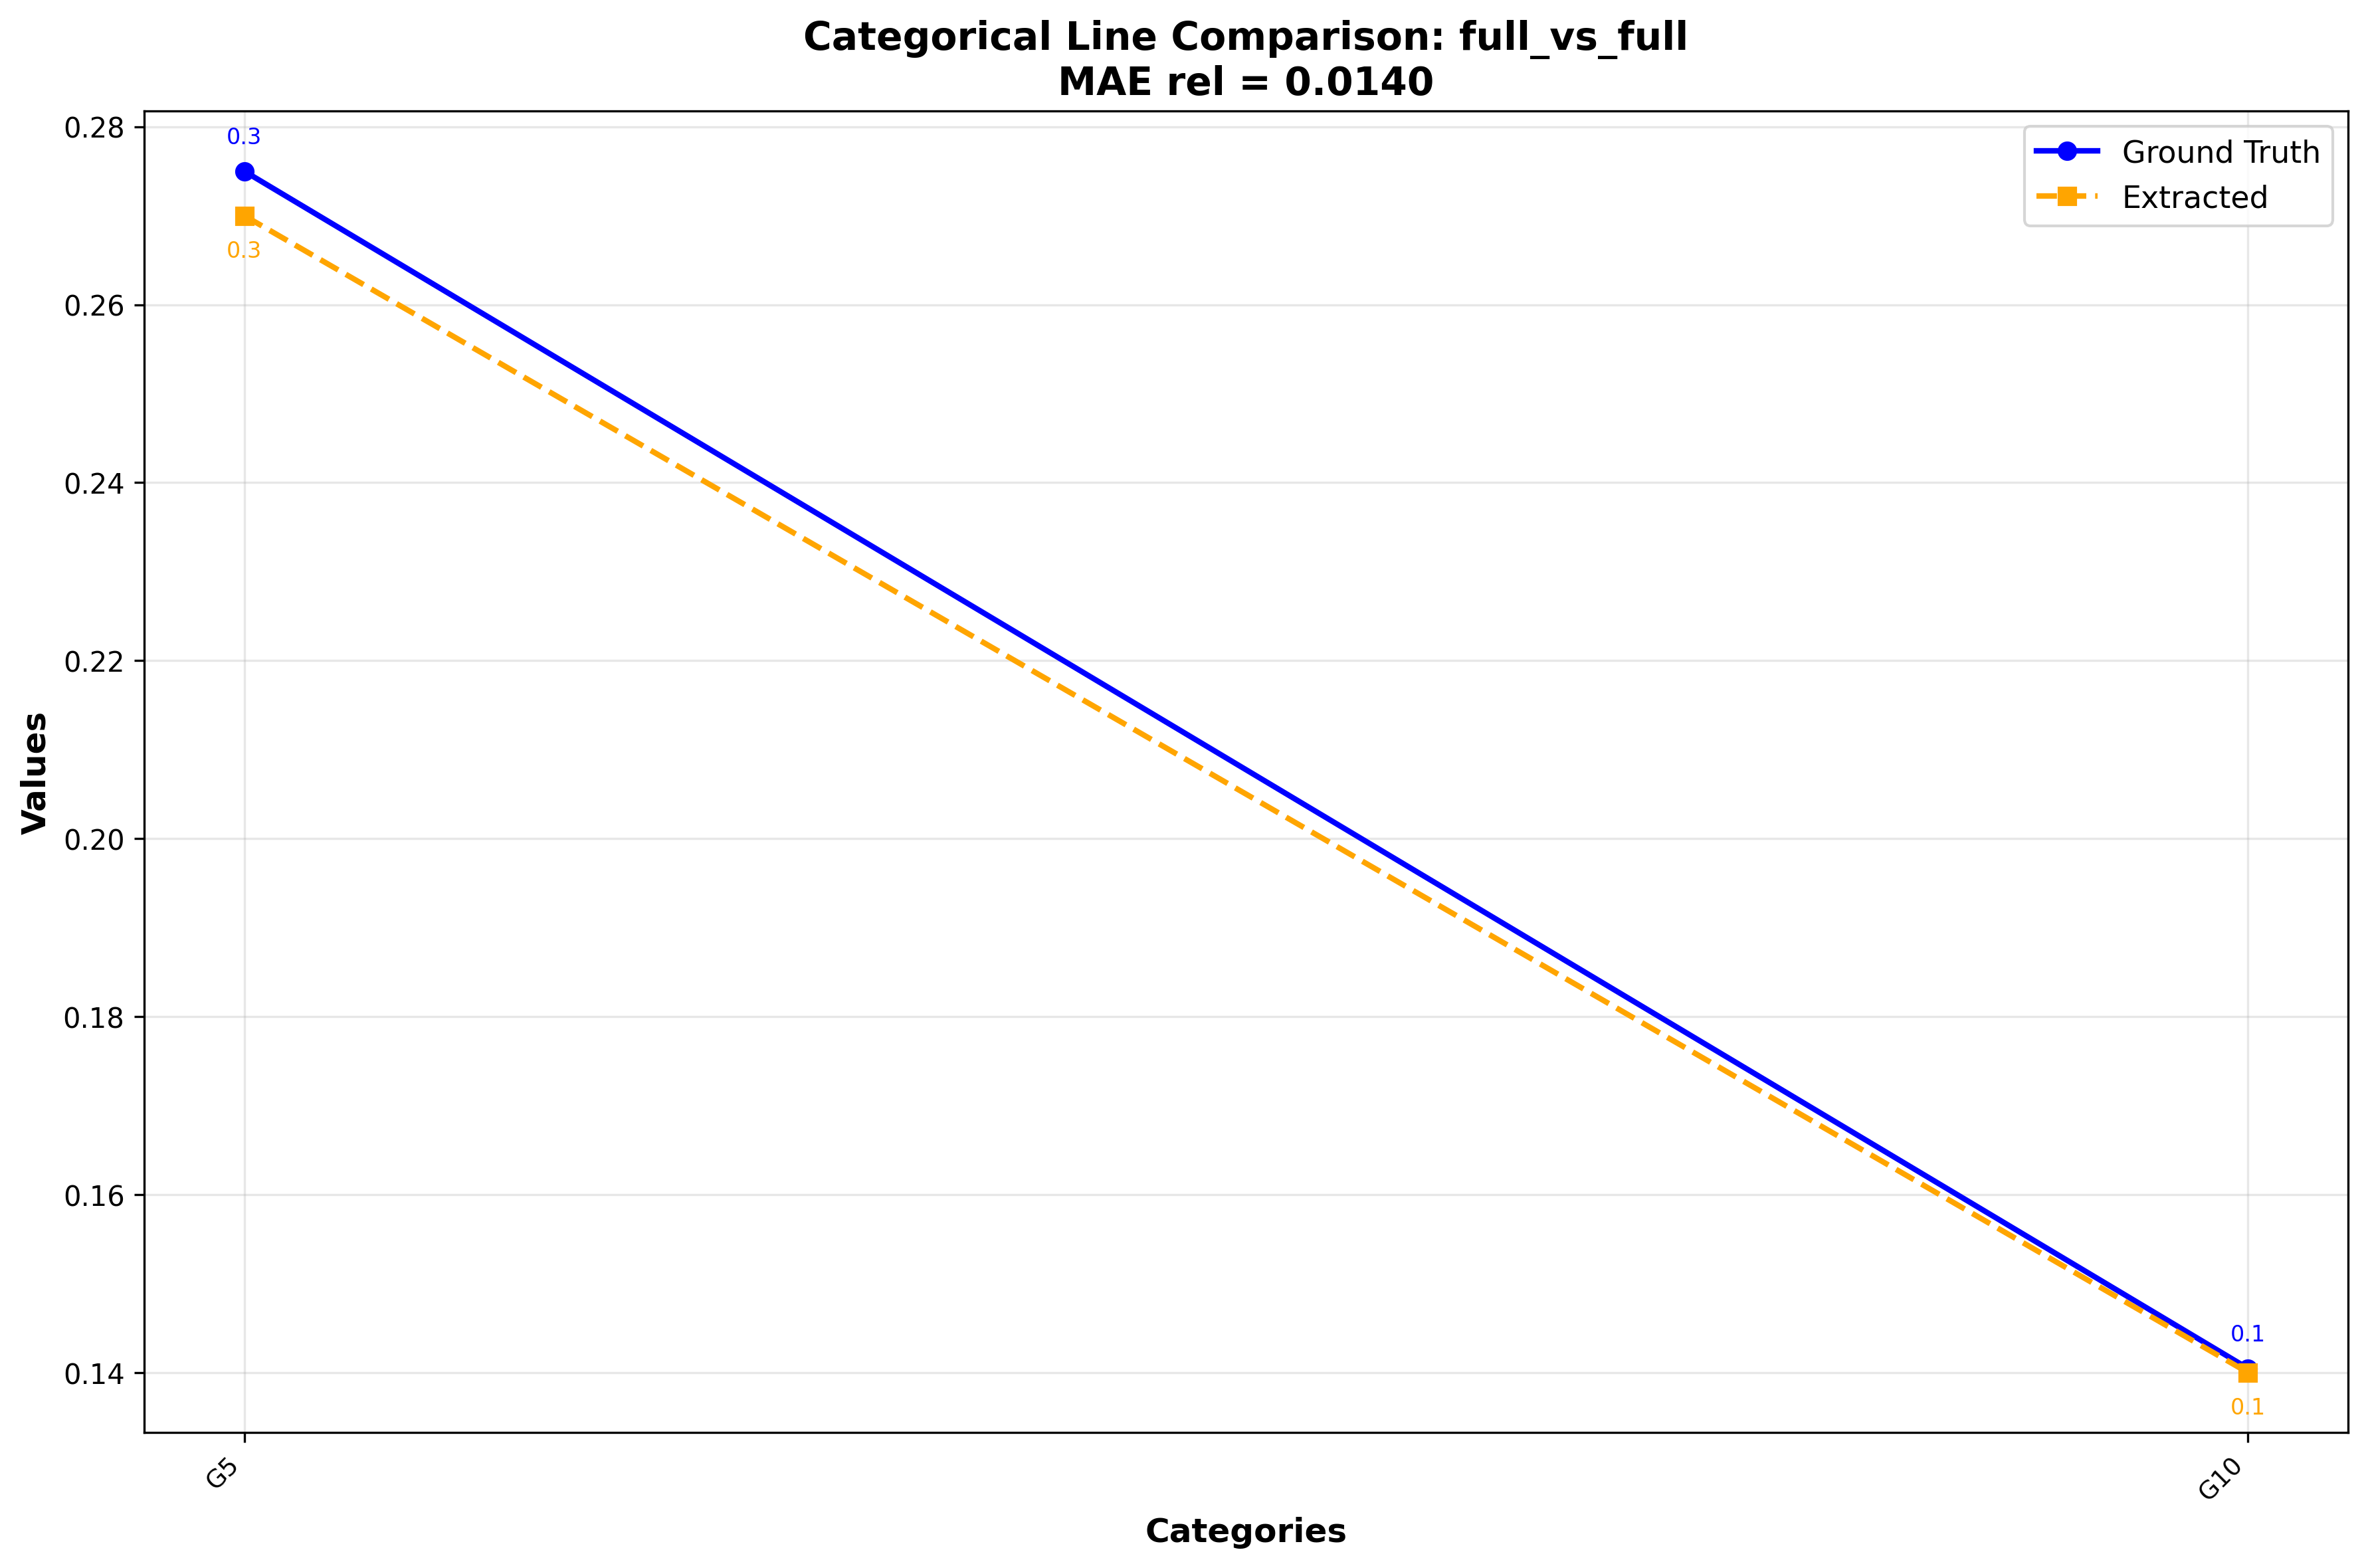 Categorical Line Comparison: full_vs_full
MAE rel = 0.0140
Ground Truth
Extracted
0.28
0.26
0.24
0.22
0.20
0.18
0.16
0.14
Values
0.3
0.3
0.1
0.1
G5
G10
Categories